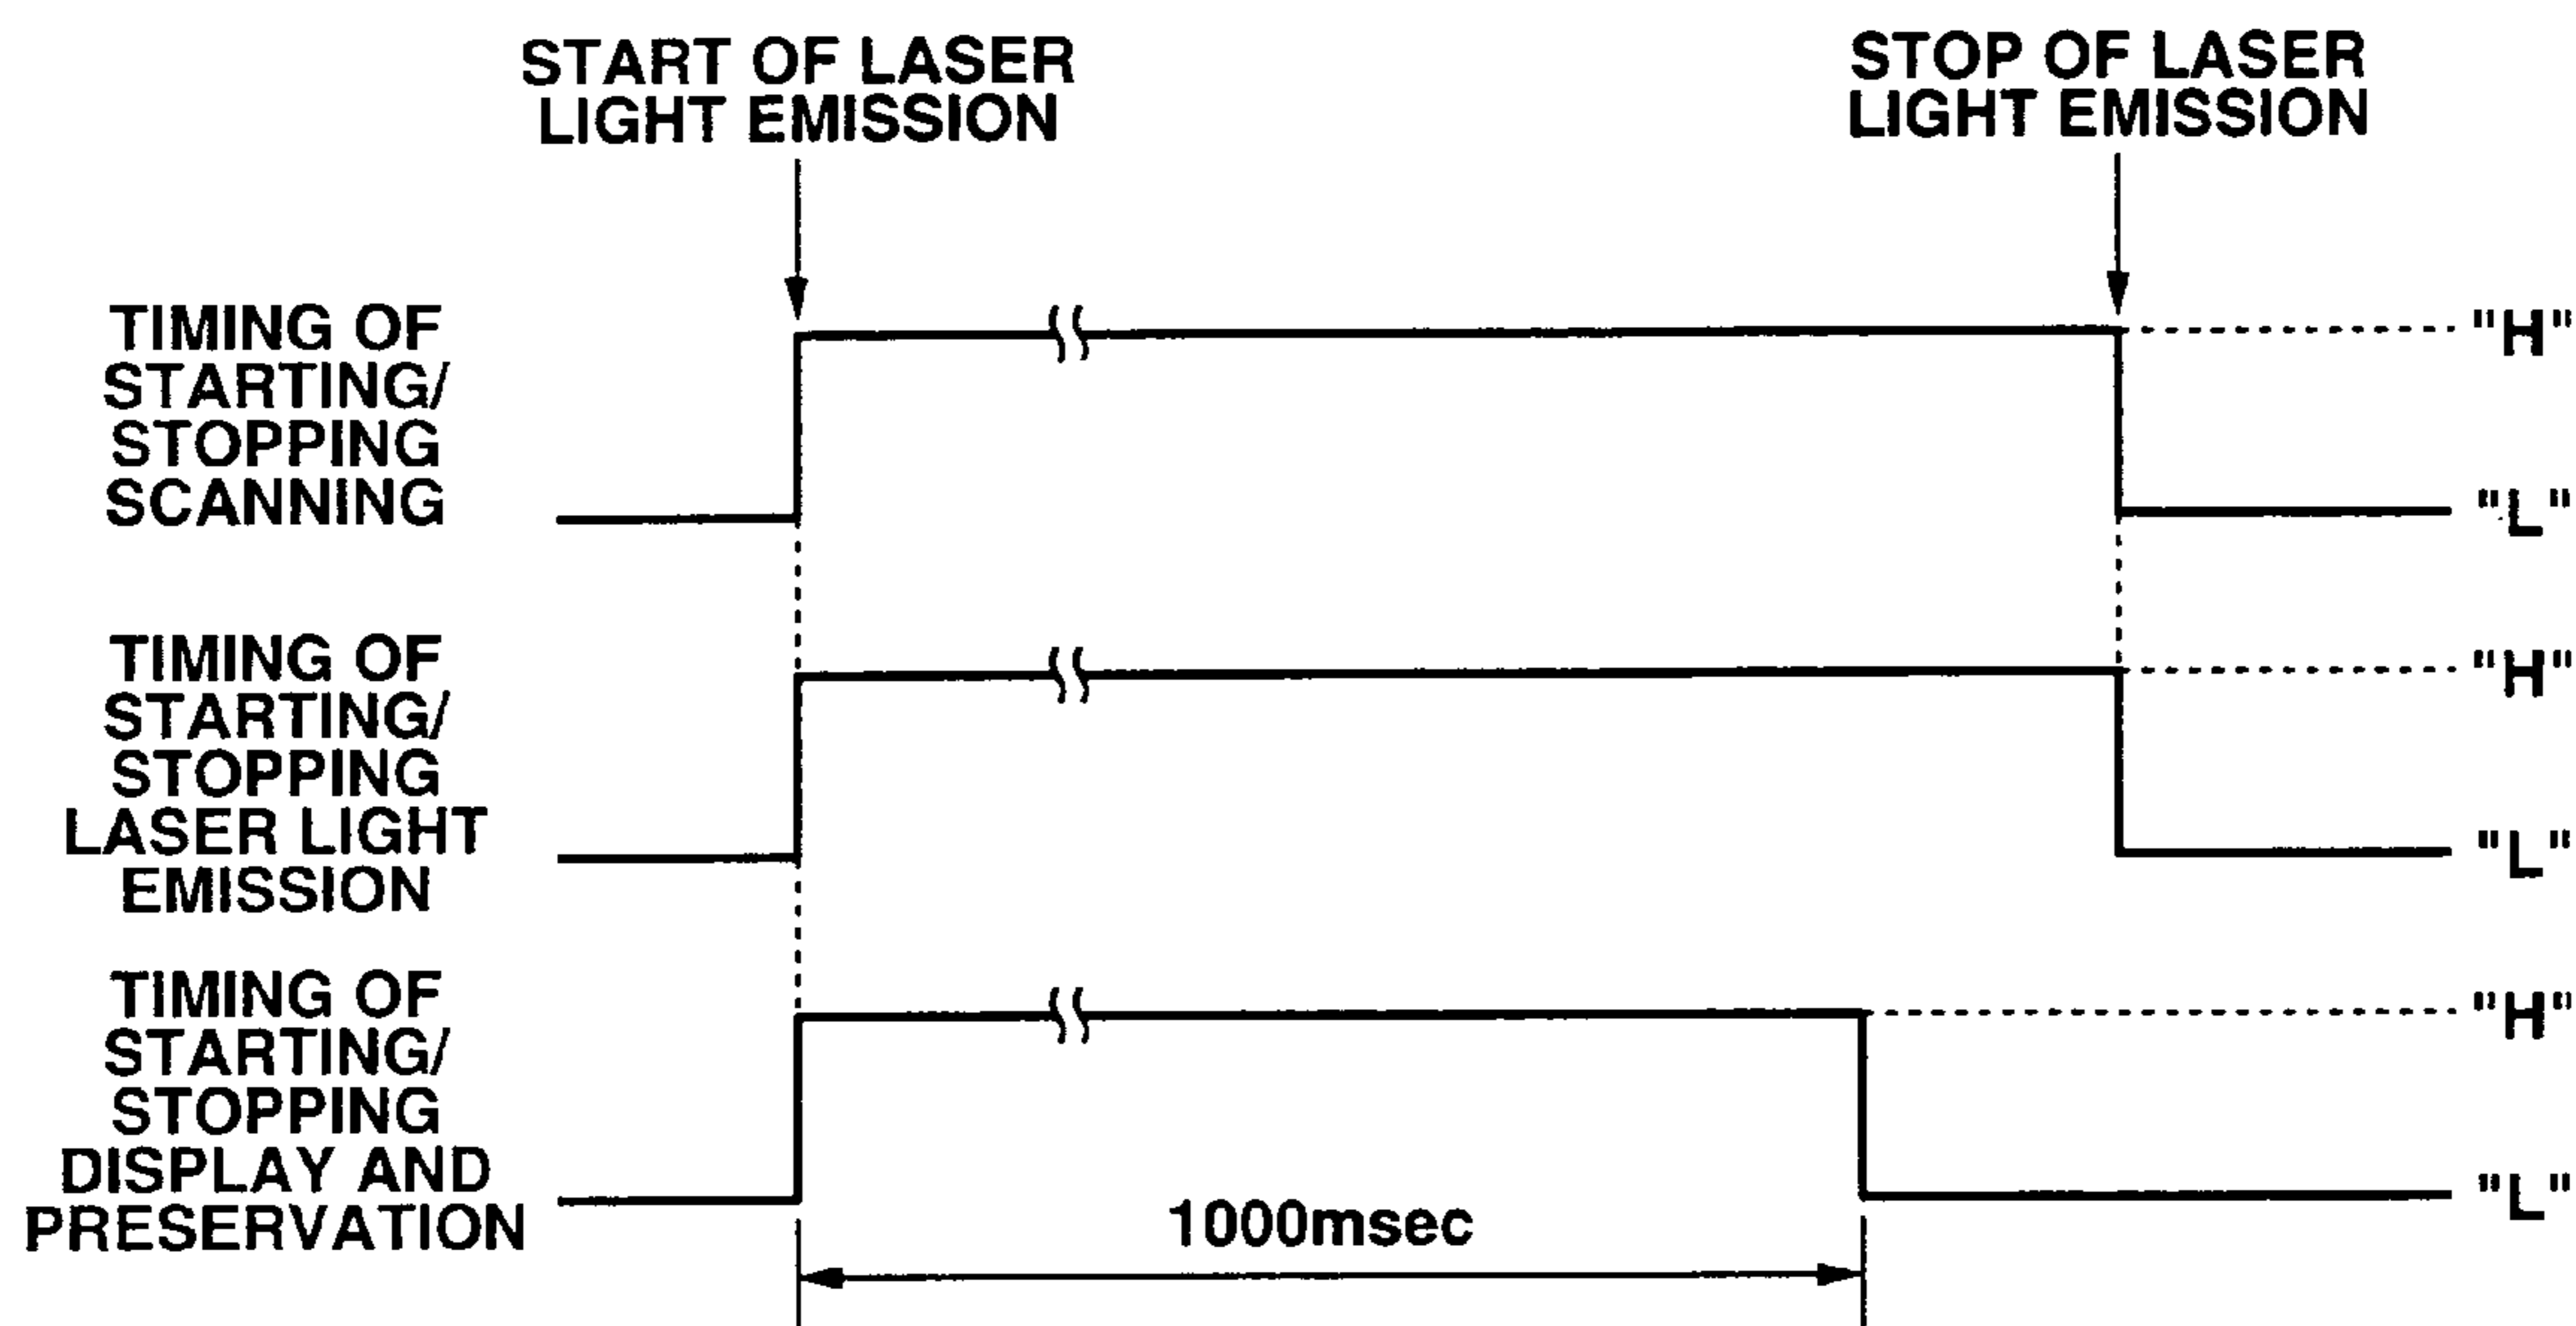 START OF LASER
LIGHT EMISSION
STOP OF LASER
LIGHT EMISSION
TIMING OF
STARTING/
STOPPING
SCANNING
"H"
"L"
TIMING OF
STARTING/
STOPPING
LASER LIGHT
EMISSION
"H"
"L"
TIMING OF
STARTING/
STOPPING
DISPLAY AND
PRESERVATION
"H"
"L"
1000msec